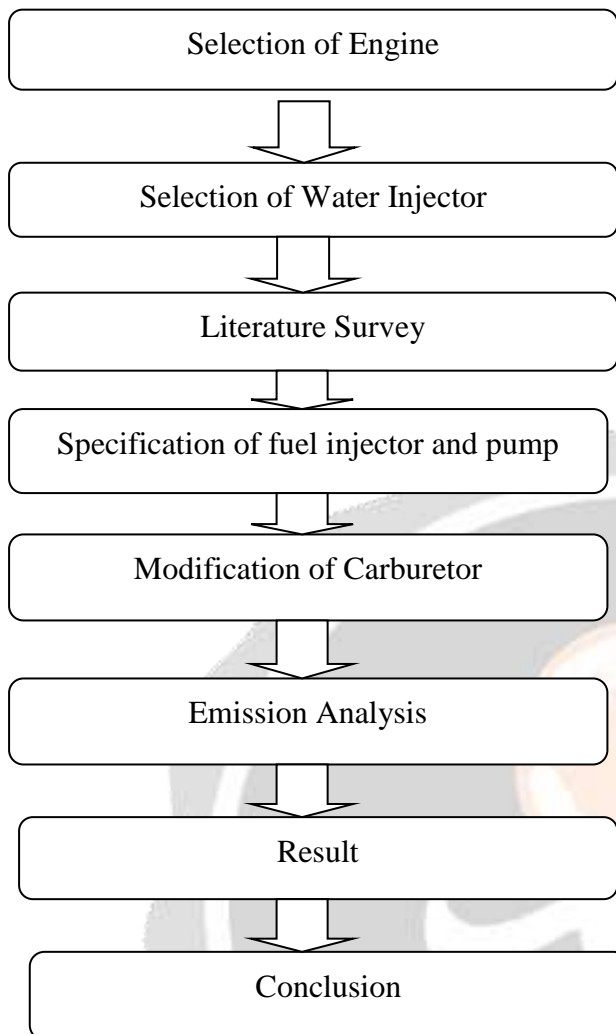 Selection of Engine
Selection of Water Injector
Literature Survey
Specification of fuel injector and pump
Modification of Carburetor
Emission Analysis
Result
Conclusion